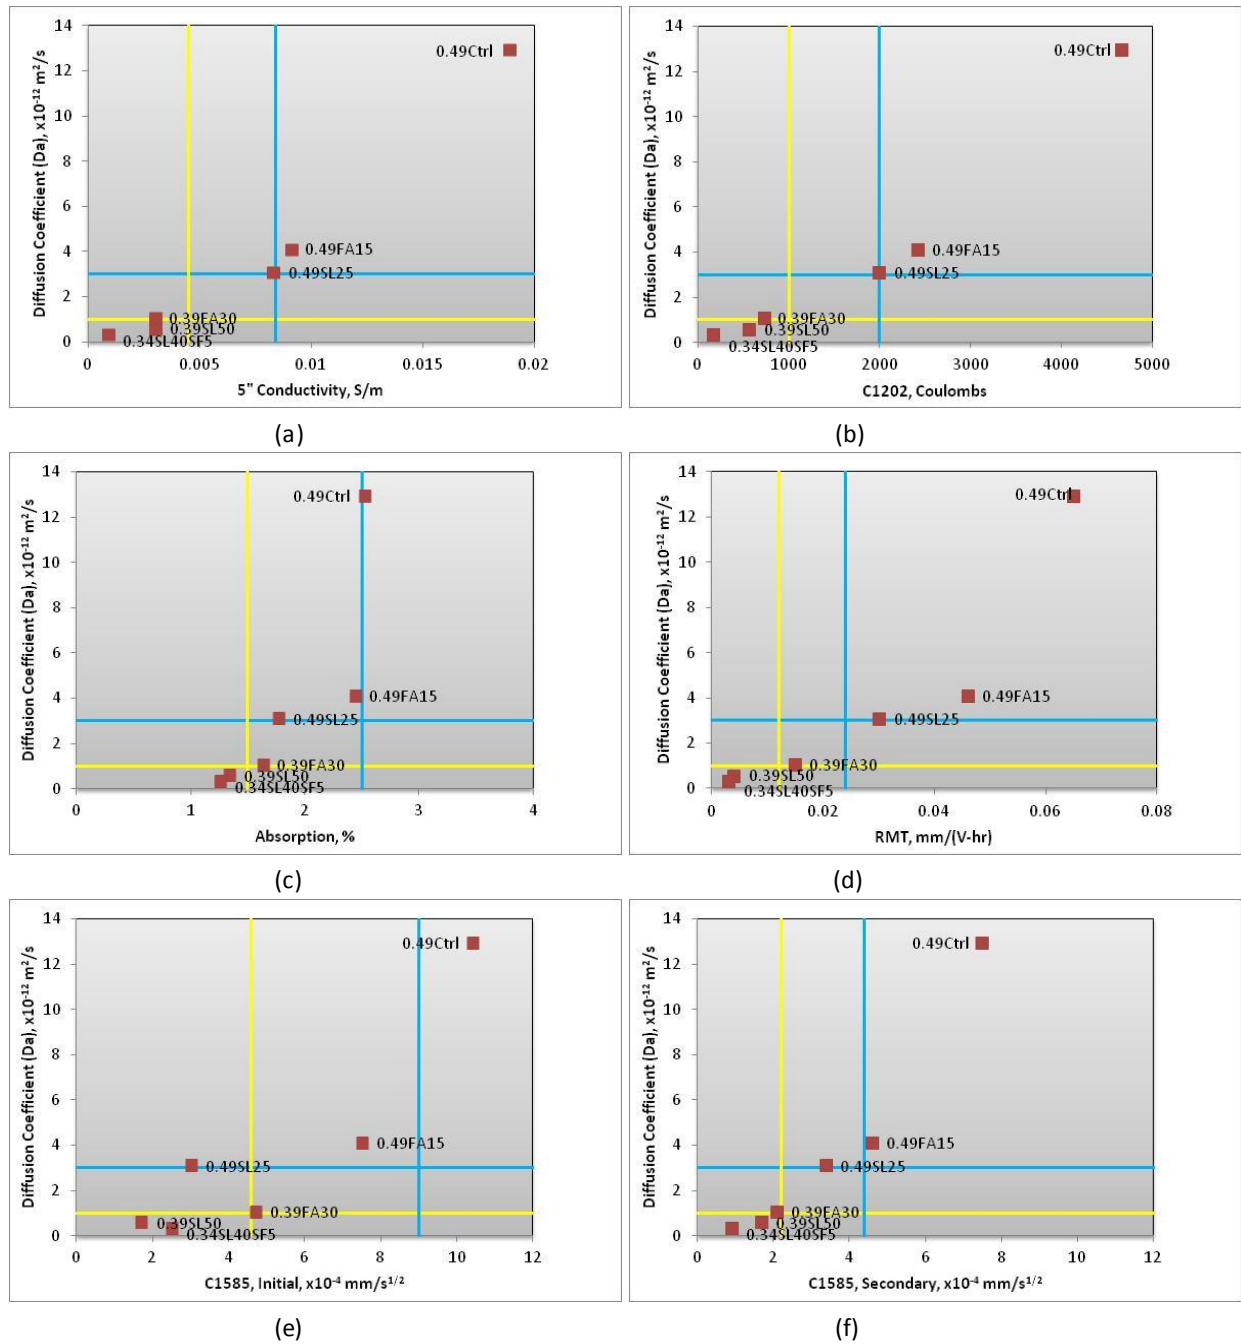 Diffusion Coefficient (Da), x10⁻¹² m²/s
14
12
10
8
6
4
2
0
0.49Ctrl
0.49FA15
0.49SL25
0.39FA30
0.39SL50
0.34SL40SF5
0 0.005 0.01 0.015 0.02
5" Conductivity, S/m
(a)
Diffusion Coefficient (Da), x10⁻¹² m²/s
14
12
10
8
6
4
2
0
0.49Ctrl
0.49FA15
0.49SL25
0.39FA30
0.39SL50
0.34SL40SF5
0 1000 2000 3000 4000 5000
C1202, Coulombs
(b)
Diffusion Coefficient (Da), x10⁻¹² m²/s
14
12
10
8
6
4
2
0
0.49Ctrl
0.49FA15
0.49SL25
0.39FA30
0.39SL50
0.34SL40SF5
0 1 2 3 4
Absorption, %
(c)
Diffusion Coefficient (Da), x10⁻¹² m²/s
14
12
10
8
6
4
2
0
0.49Ctrl
0.49FA15
0.49SL25
0.39FA30
0.39SL50
0.34SL40SF5
0 0.02 0.04 0.06 0.08
RMT, mm/(V-hr)
(d)
Diffusion Coefficient (Da), x10⁻¹² m²/s
14
12
10
8
6
4
2
0
0.49Ctrl
0.49FA15
0.49SL25
0.39FA30
0.39SL50
0.34SL40SF5
0 2 4 6 8 10 12
C1585, Initial, x10⁻⁴ mm/s¹ᐟ²
(e)
Diffusion Coefficient (Da), x10⁻¹² m²/s
14
12
10
8
6
4
2
0
0.49Ctrl
0.49FA15
0.49SL25
0.39FA30
0.39SL50
0.34SL40SF5
0 2 4 6 8 10 12
C1585, Secondary, x10⁻⁴ mm/s¹ᐟ²
(f)